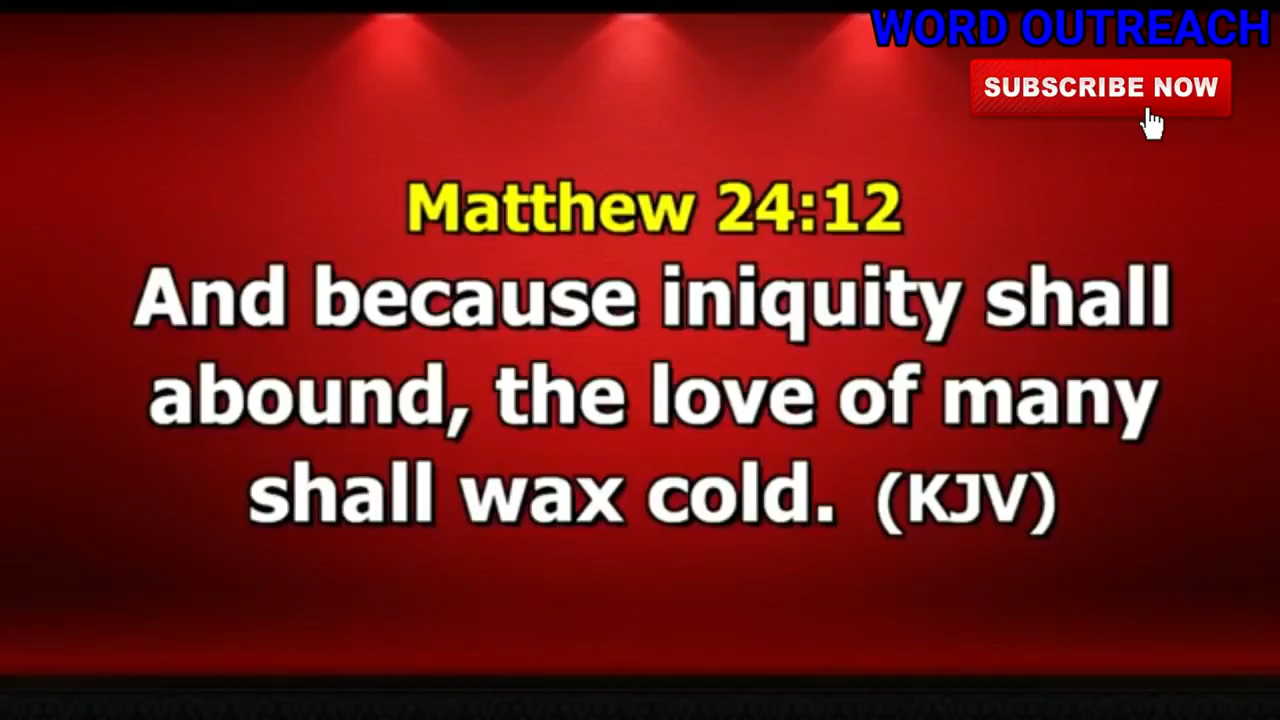 WORD OUTREACH
SUBSCRIBE NOW
Matthew 24:12
And because iniquity shall
abound, the love of many
shall wax cold. (KJV)